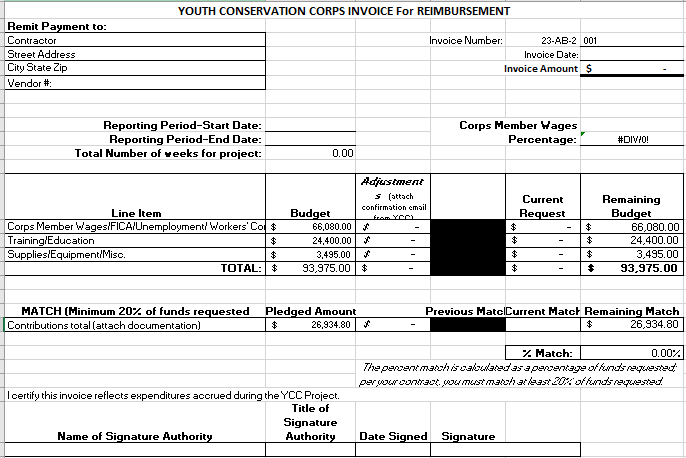 YOUTH CONSERVATION CORPS INVOICE For REIMBURSEMENT
Remit Payment to:
Contractor Invoice Number: 23-AB-2 001
Street Address Invoice Date:
City State Zip Invoice Amount $ -
Vendor #:
Reporting Period-Start Date: Corps Member Wages
Reporting Period-End Date: Percentage: #DIV/0!
Total Number of weeks for project: 0.00
Adjustment
s (attach
confirmation email
from YCC)
Current Remaining
Line Item Budget Request Budget
Corps Member Wages/FICA/Unemployment/ Workers' Co $ 66,080.00 $ - $ - $ 66,080.00
Training/Education $ 24,400.00 $ - $ - $ 24,400.00
Supplies/Equipment/Misc. $ 3,495.00 $ - $ - $ 3,495.00
TOTAL: $ 93,975.00 $ - $ - $ 93,975.00
MATCH (Minimum 20% of funds requested Pledged Amount Previous Matc Current Match Remaining Match
Contributions total (attach documentation) $ 26,934.80 $ - $ 26,934.80
% Match: 0.00%
The percent match is calculated as a percentage of funds requested;
per your contract, you must match at least 20% of funds requested.
I certify this invoice reflects expenditures accrued during the YCC Project.
Title of
Signature
Name of Signature Authority Authority Date Signed Signature